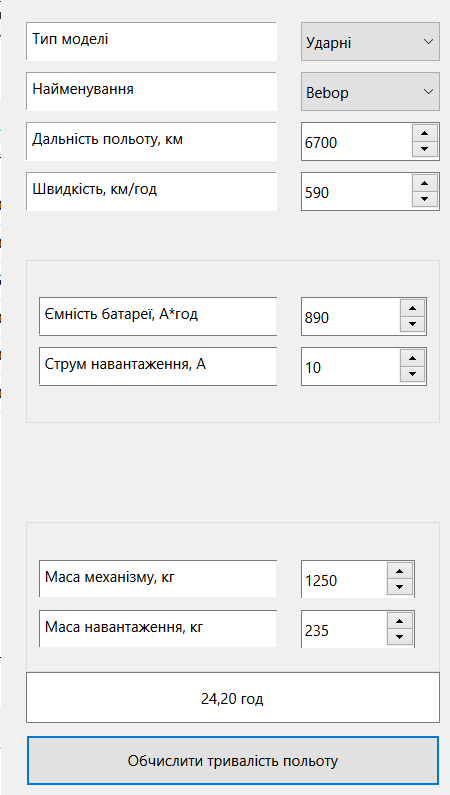 Тип моделі Ударні
Найменування Bebop
Дальність польоту, км 6700
Швидкість, км/год 590
Ємність батареї, А*год 890
Струм навантаження, А 10
Маса механізму, кг 1250
Маса навантаження, кг 235
24,20 год
Обчислити тривалість польоту